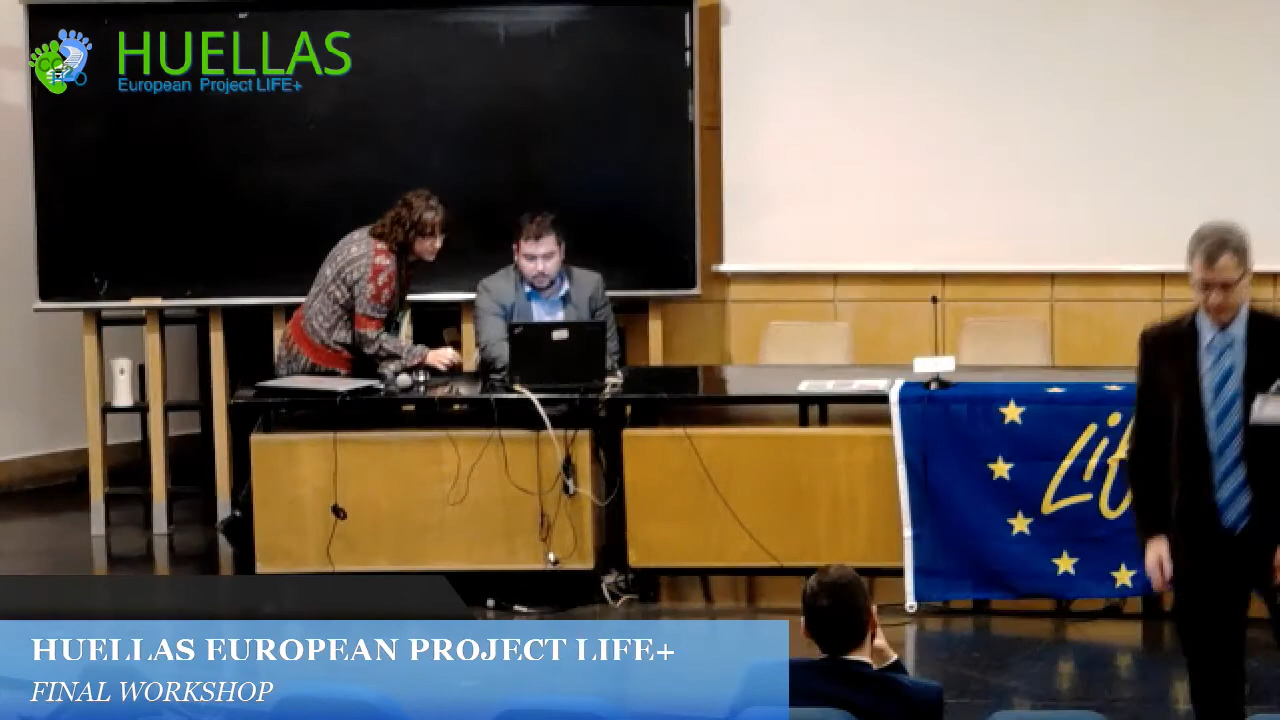 HUELLAS
European Project LIFE+
Life
HUELLAS EUROPEAN PROJECT LIFE+
FINAL WORKSHOP